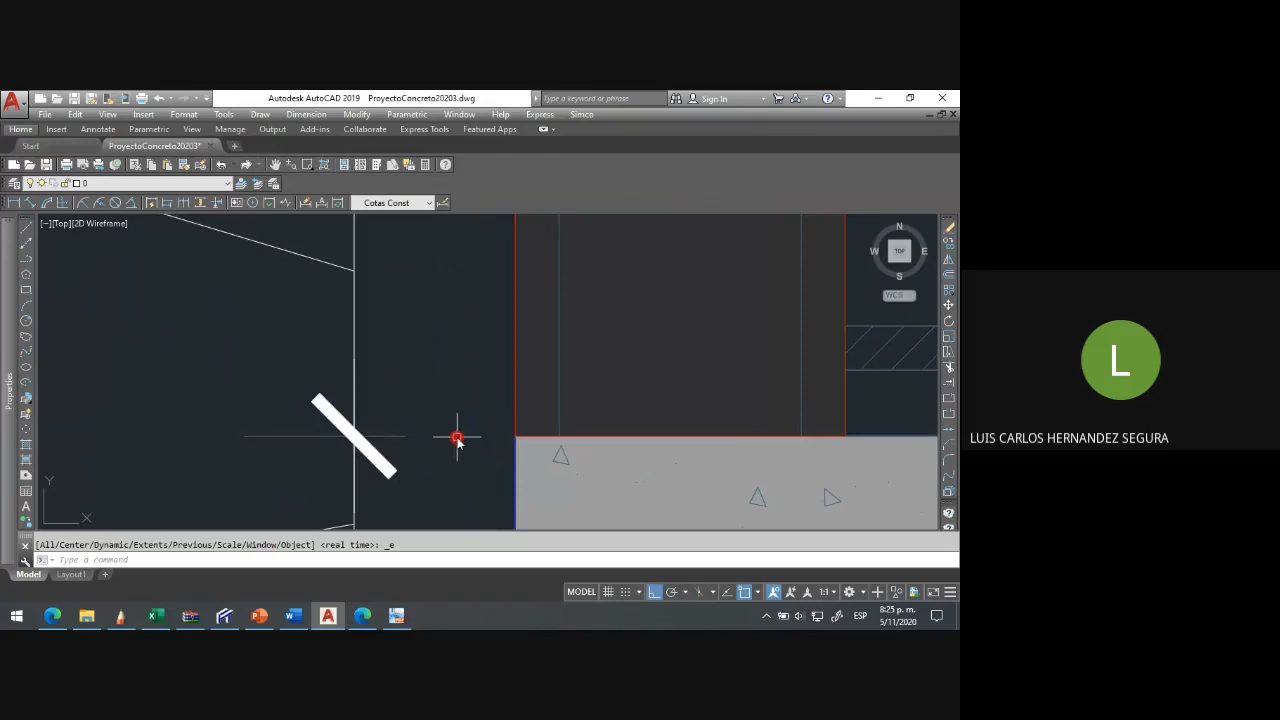 Autodesk AutoCAD 2019 ProyectoConcreto20203.dwg
Type a keyword or phrase
Sign In
File Edit View Insert Format Tools Draw Dimension Modify Parametric Window Help Express Simco
Home Insert Annotate Parametric View Manage Output Add-ins Collaborate Express Tools Featured Apps
Start ProyectoConcreto20203*
0
Cotas Const
[−][Top][2D Wireframe]
N
W TOP E
S
WCS
Properties
Y
X
A
[All/Center/Dynamic/Extents/Previous/Scale/Window/Object] <real time>: _e
Type a command
Model Layout1 +
MODEL
1:1
ESP
8:25 p. m.
5/11/2020
L
LUIS CARLOS HERNANDEZ SEGURA